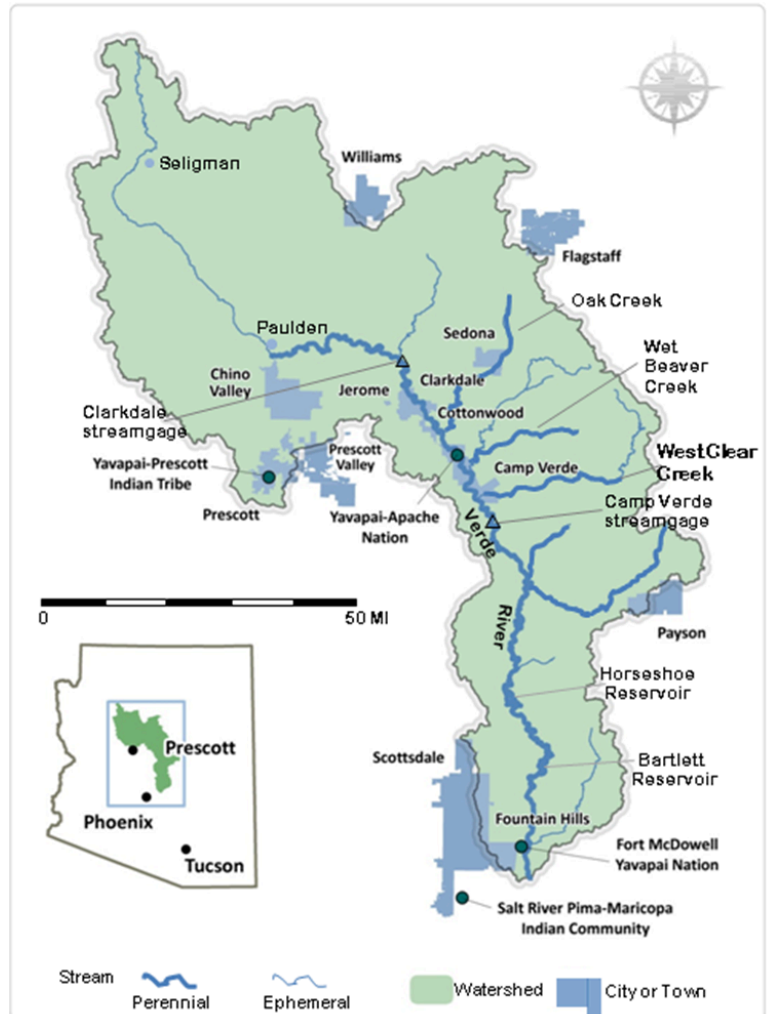 Williams
Seligman
Flagstaff
Oak Creek
Paulden
Sedona
Wet
Beaver
Creek
Chino
Valley
Jerome
Clarkdale
Cottonwood
Clarkdale
streamgage
Prescott
Valley
Yavapai-Prescott
Indian Tribe
Camp Verde
West Clear
Creek
Prescott
Yavapai-Apache
Nation
Camp Verde
streamgage
Verde
River
0 50 MI
Payson
Horseshoe
Reservoir
Prescott
Phoenix
Tucson
Scottsdale
Bartlett
Reservoir
Fountain Hills
Fort McDowell
Yavapai Nation
Salt River Pima-Maricopa
Indian Community
Stream
Perennial
Ephemeral
Watershed
City or Town